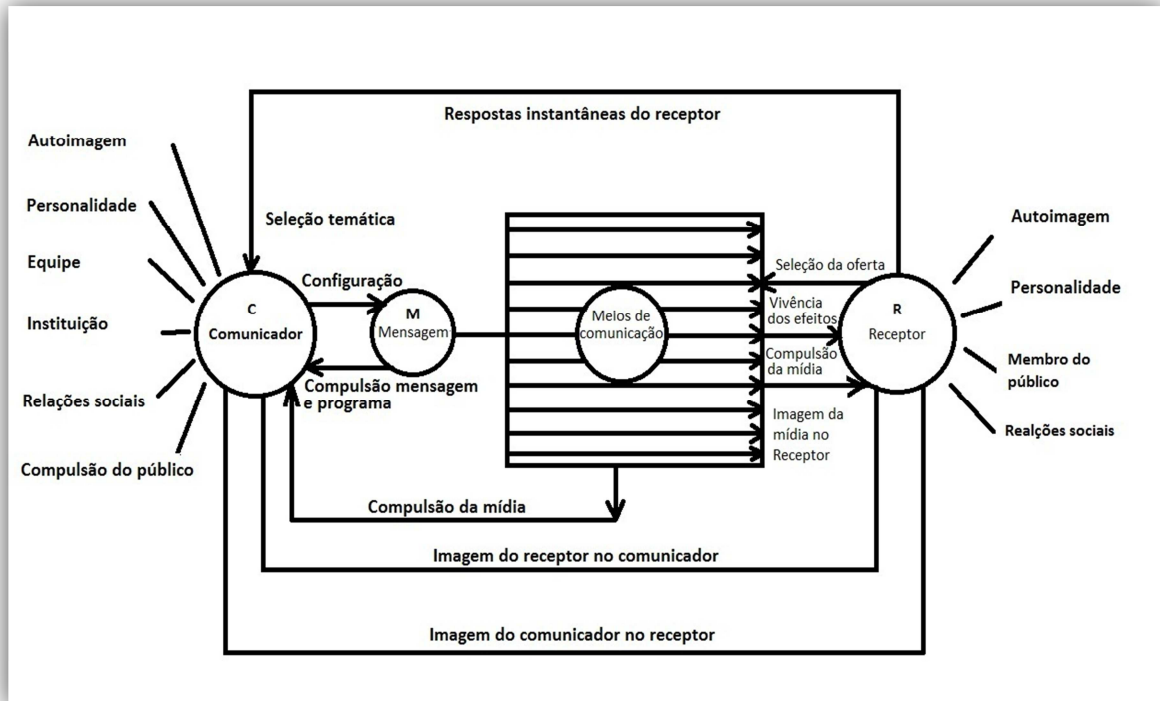 Respostas instantâneas do receptor
Autoimagem
Personalidade
Equipe
Instituição
Relações sociais
Compulsão do público
Seleção temática
Configuração
C
Comunicador
M
Mensagem
Compulsão mensagem
e programa
Meios de
comunicação
Seleção da oferta
Vivência
dos efeitos
Compulsão
da mídia
Imagem da
mídia no
Receptor
R
Receptor
Autoimagem
Personalidade
Membro do
público
Realções sociais
Compulsão da mídia
Imagem do receptor no comunicador
Imagem do comunicador no receptor